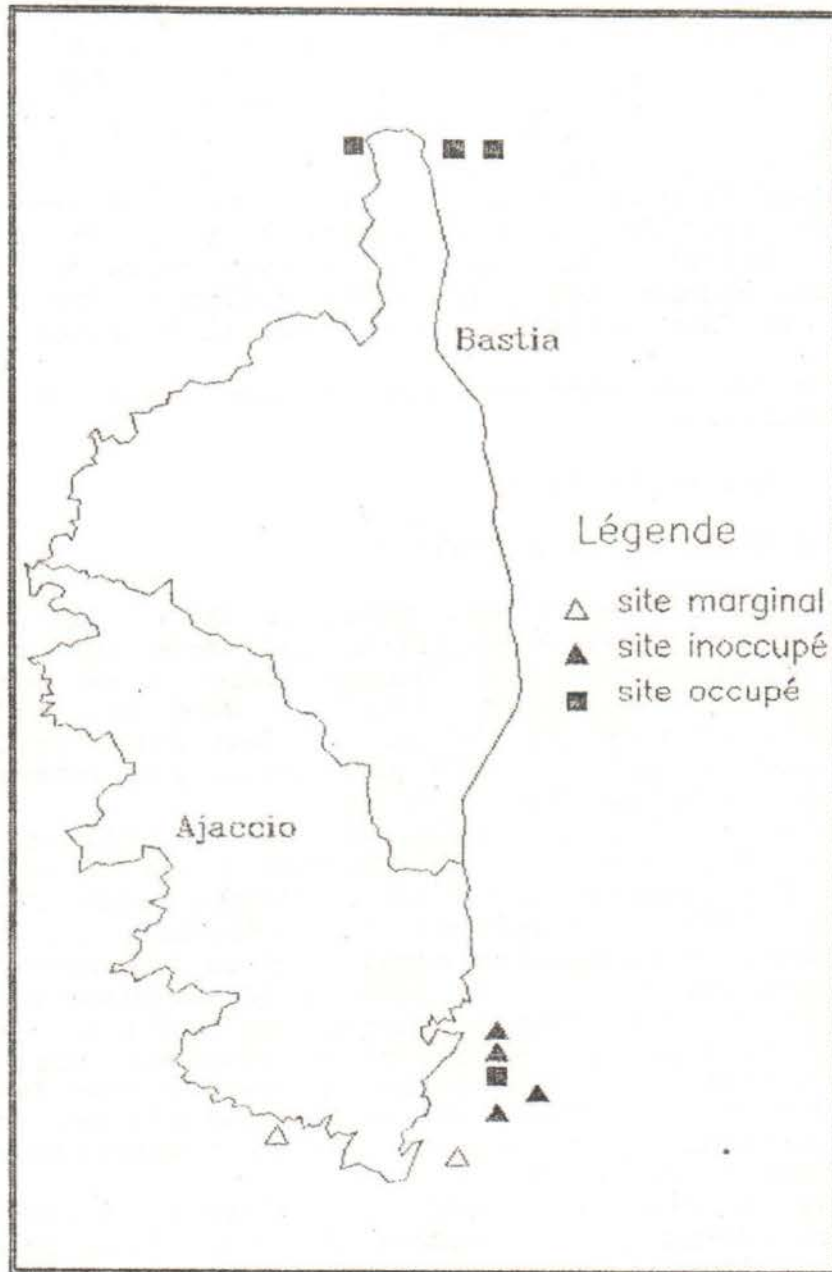 Bastia
Légende
site marginal
site inoccupé
site occupé
Ajaccio